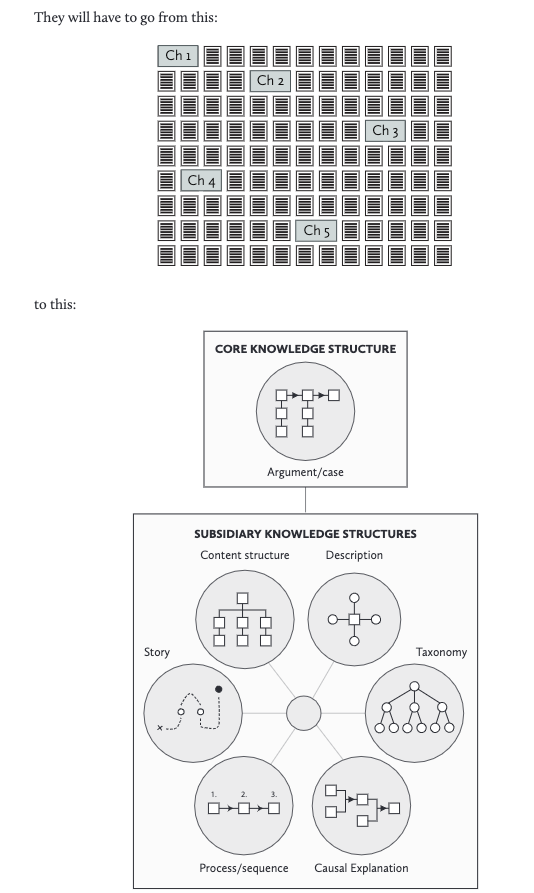 They will have to go from this:
Ch 1
Ch 2
Ch 3
Ch 4
Ch 5
to this:
CORE KNOWLEDGE STRUCTURE
Argument/case
SUBSIDIARY KNOWLEDGE STRUCTURES
Content structure Description
Story Taxonomy
1. 2. 3.
Process/sequence Causal Explanation